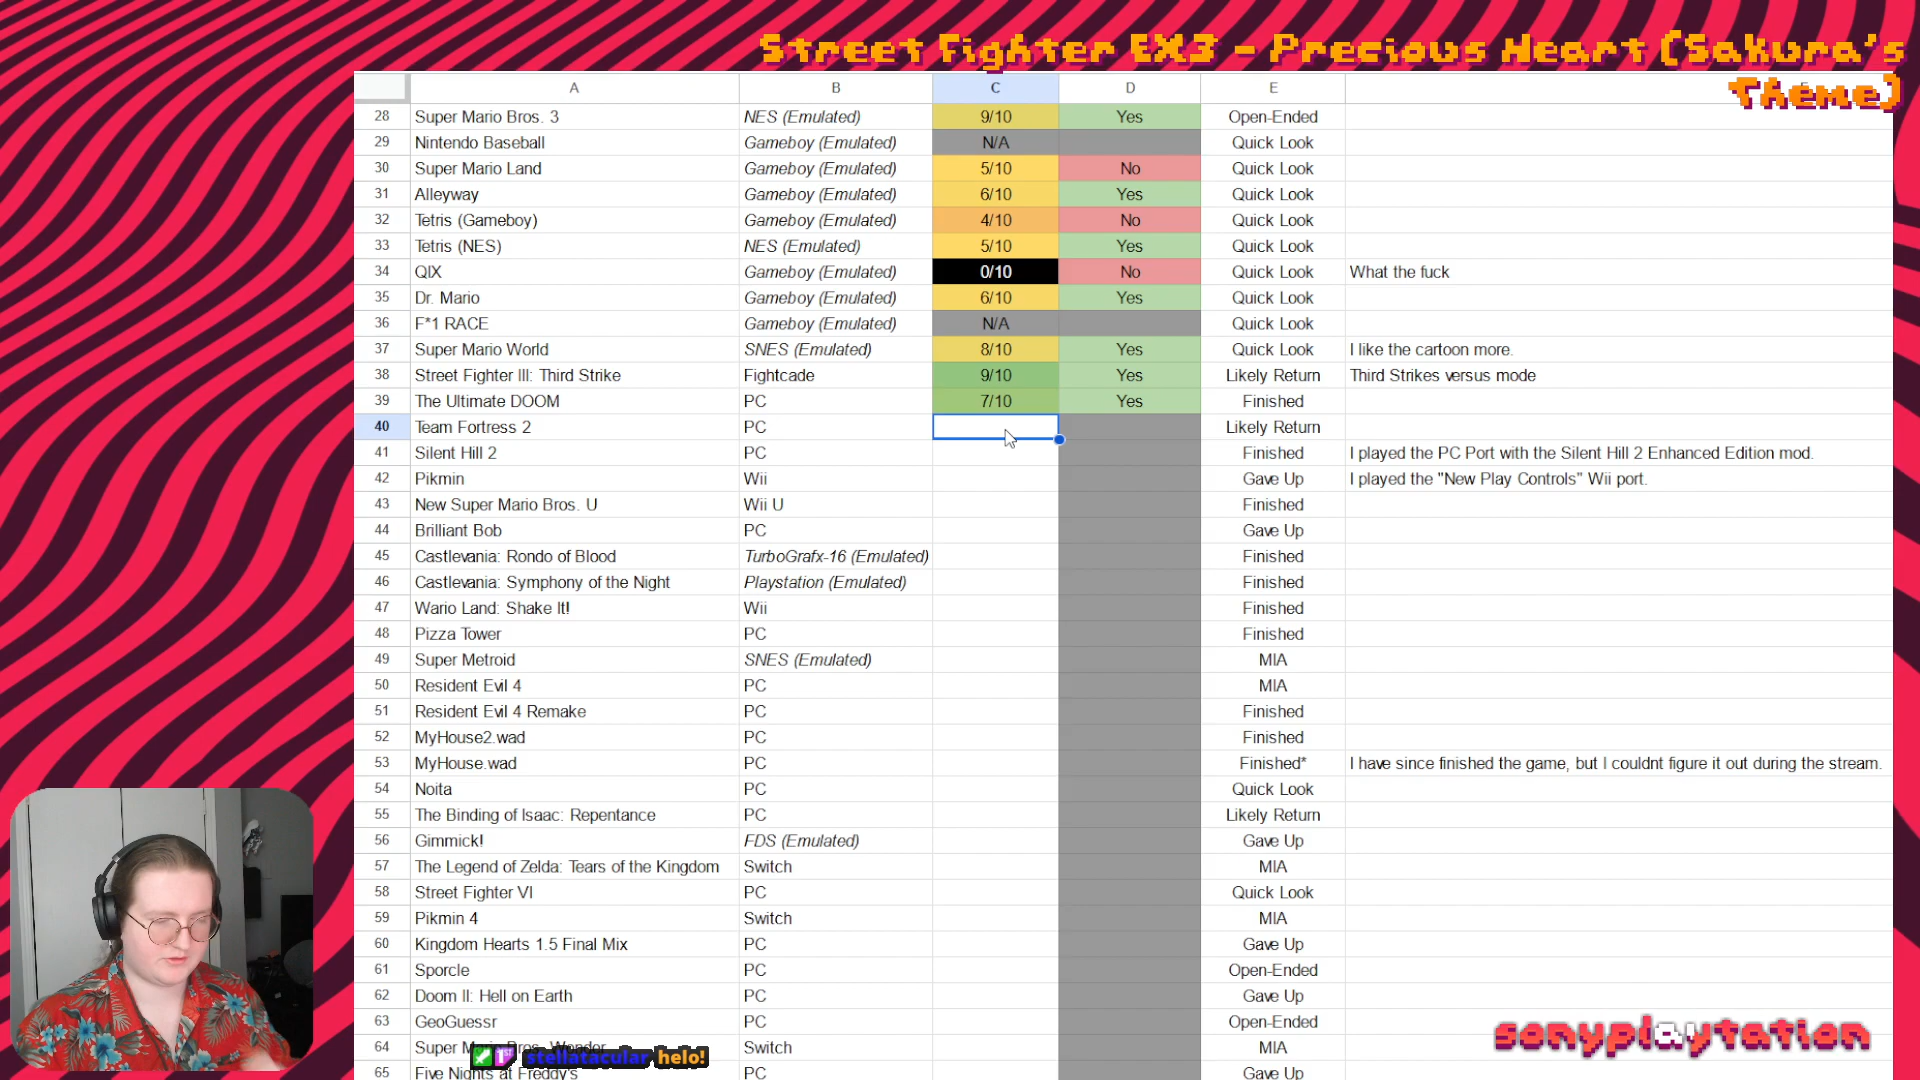 Street Fighter EX3 - Precious Heart (Sakura's
Theme)
A B C D E
28 Super Mario Bros. 3 NES (Emulated) 9/10 Yes Open-Ended
29 Nintendo Baseball Gameboy (Emulated) N/A Quick Look
30 Super Mario Land Gameboy (Emulated) 5/10 No Quick Look
31 Alleyway Gameboy (Emulated) 6/10 Yes Quick Look
32 Tetris (Gameboy) Gameboy (Emulated) 4/10 No Quick Look
33 Tetris (NES) NES (Emulated) 5/10 Yes Quick Look
34 QIX Gameboy (Emulated) 0/10 No Quick Look What the fuck
35 Dr. Mario Gameboy (Emulated) 6/10 Yes Quick Look
36 F*1 RACE Gameboy (Emulated) N/A Quick Look
37 Super Mario World SNES (Emulated) 8/10 Yes Quick Look I like the cartoon more.
38 Street Fighter III: Third Strike Fightcade 9/10 Yes Likely Return Third Strikes versus mode
39 The Ultimate DOOM PC 7/10 Yes Finished
40 Team Fortress 2 PC Likely Return
41 Silent Hill 2 PC Finished I played the PC Port with the Silent Hill 2 Enhanced Edition mod.
42 Pikmin Wii Gave Up I played the "New Play Controls" Wii port.
43 New Super Mario Bros. U Wii U Finished
44 Brilliant Bob PC Gave Up
45 Castlevania: Rondo of Blood TurboGrafx-16 (Emulated) Finished
46 Castlevania: Symphony of the Night Playstation (Emulated) Finished
47 Wario Land: Shake It! Wii Finished
48 Pizza Tower PC Finished
49 Super Metroid SNES (Emulated) MIA
50 Resident Evil 4 PC MIA
51 Resident Evil 4 Remake PC Finished
52 MyHouse2.wad PC Finished
53 MyHouse.wad PC Finished* I have since finished the game, but I couldnt figure it out during the stream.
54 Noita PC Quick Look
55 The Binding of Isaac: Repentance PC Likely Return
56 Gimmick! FDS (Emulated) Gave Up
57 The Legend of Zelda: Tears of the Kingdom Switch MIA
58 Street Fighter VI PC Quick Look
59 Pikmin 4 Switch MIA
60 Kingdom Hearts 1.5 Final Mix PC Gave Up
61 Sporcle PC Open-Ended
62 Doom II: Hell on Earth PC Gave Up
63 GeoGuessr PC Open-Ended
64 Super Mario Bros. Wonder Switch MIA
65 Five Nights at Freddy's PC Gave Up
1st stellatacular helo!
sonyplaytation